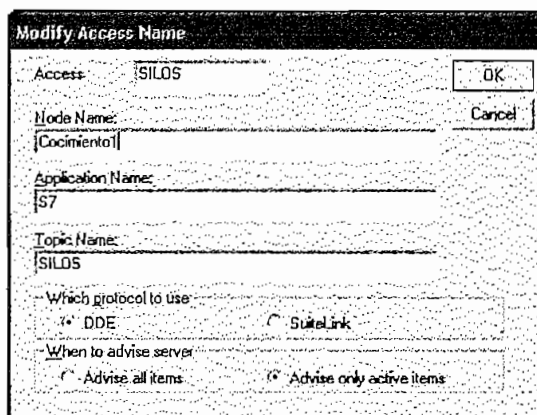 Modify Access Name
Access SILOS
OK
Node Name:
Cancel
Cocimiento1
Application Name:
S7
Topic Name:
SILOS
Which protocol to use
DDE SuiteLink
When to advise server
Advise all items Advise only active items